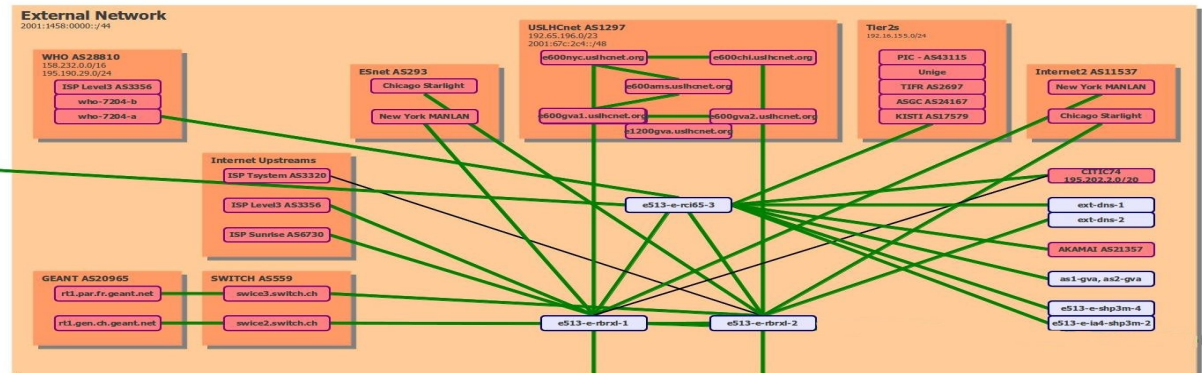 External Network
2001:1458:0000::/44
WHO AS28810
158.232.0.0/16
195.190.29.0/24
ISP Level3 AS3356
who-7204-b
who-7204-a
ESnet AS293
Chicago Starlight
New York MANLAN
USLHCnet AS1297
192.65.196.0/23
2001:67c:2c4::/48
e600nyc.uslhcnet.org
e600chi.uslhcnet.org
e600ams.uslhcnet.org
e600gva1.uslhcnet.org
e600gva2.uslhcnet.org
e1200gva.uslhcnet.org
Tier2s
192.16.155.0/24
PIC - AS43115
Unige
TIFR AS2697
ASGC AS24167
KISTI AS17579
Internet2 AS11537
New York MANLAN
Chicago Starlight
Internet Upstreams
ISP Tsystem AS3320
ISP Level3 AS3356
ISP Sunrise AS6730
e513-e-rci65-3
CITIC74
195.202.2.0/20
ext-dns-1
ext-dns-2
AKAMAI AS21357
as1-gva, as2-gva
e513-e-shp3m-4
e513-e-ia4-shp3m-2
GEANT AS20965
rt1.par.fr.geant.net
rt1.gen.ch.geant.net
SWITCH AS559
swice3.switch.ch
swice2.switch.ch
e513-e-rbrxl-1
e513-e-rbrxl-2